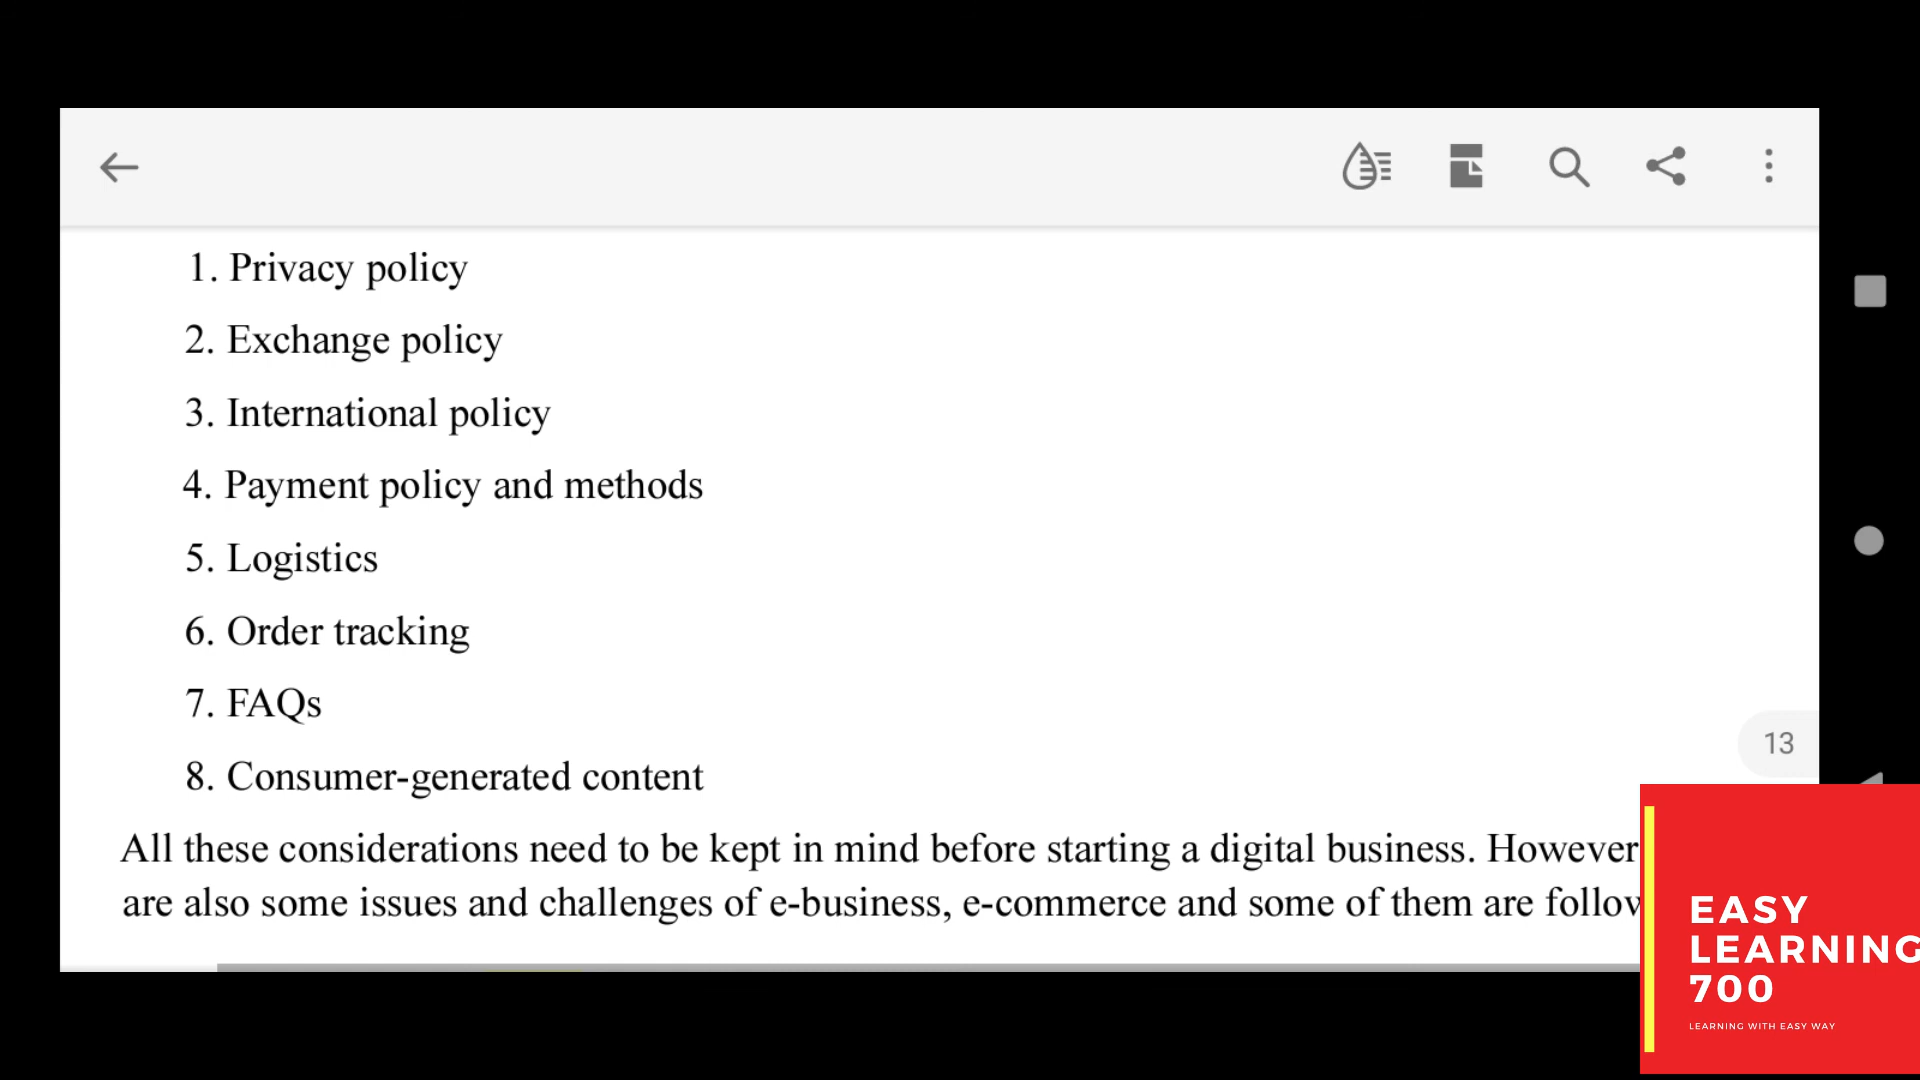 1. Privacy policy
2. Exchange policy
3. International policy
4. Payment policy and methods
5. Logistics
6. Order tracking
7. FAQs
8. Consumer-generated content
13
All these considerations need to be kept in mind before starting a digital business. However
are also some issues and challenges of e-business, e-commerce and some of them are
EASY
LEARNING
700
LEARNING WITH EASY WAY